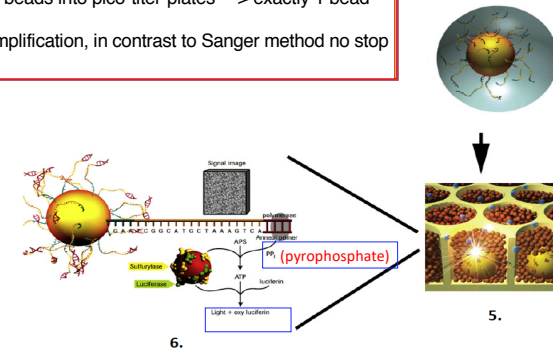 beads into pico titer plates -> exactly 1 bead
mplification, in contrast to Sanger method no stop
Signal image
polymerase
G A A T C G G C A T G C T A A A G T C A
Anneal primer
APS
PPi (pyrophosphate)
Sulfurylase
Luciferase
ATP
luciferin
Light + oxy luciferin
5.
6.